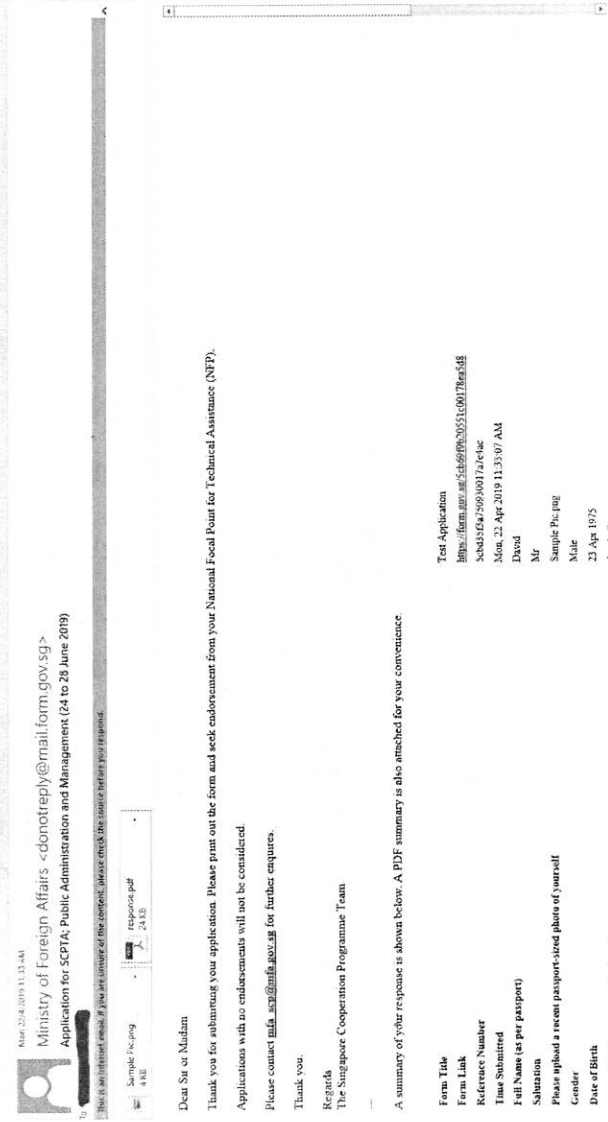 Mon 22/4/2019 11:33 AM
Ministry of Foreign Affairs <donotreply@mail.form.gov.sg>
Application for SCPTA; Public Administration and Management (24 to 28 June 2019)
To
This is an Internet email. If you are unsure of the content, please check the source before you respond.
Sample Pic.png
4 KB
response.pdf
24 KB
Dear Sir or Madam
Thank you for submitting your application. Please print out the form and seek endorsement from your National Focal Point for Technical Assistance (NFP).
Applications with no endorsements will not be considered.
Please contact mfa_scp@mfa.gov.sg for further enquires.
Thank you.
Regards
The Singapore Cooperation Programme Team
A summary of your response is shown below. A PDF summary is also attached for your convenience.
Form Title Test Application
Form Link
Reference Number
Time Submitted Mon, 22 Apr 2019 11:33:07 AM
Full Name (as per passport) David
Salutation Mr
Please upload a recent passport-sized photo of yourself Sample Pic.png
Gender Male
Date of Birth 23 Apr 1975